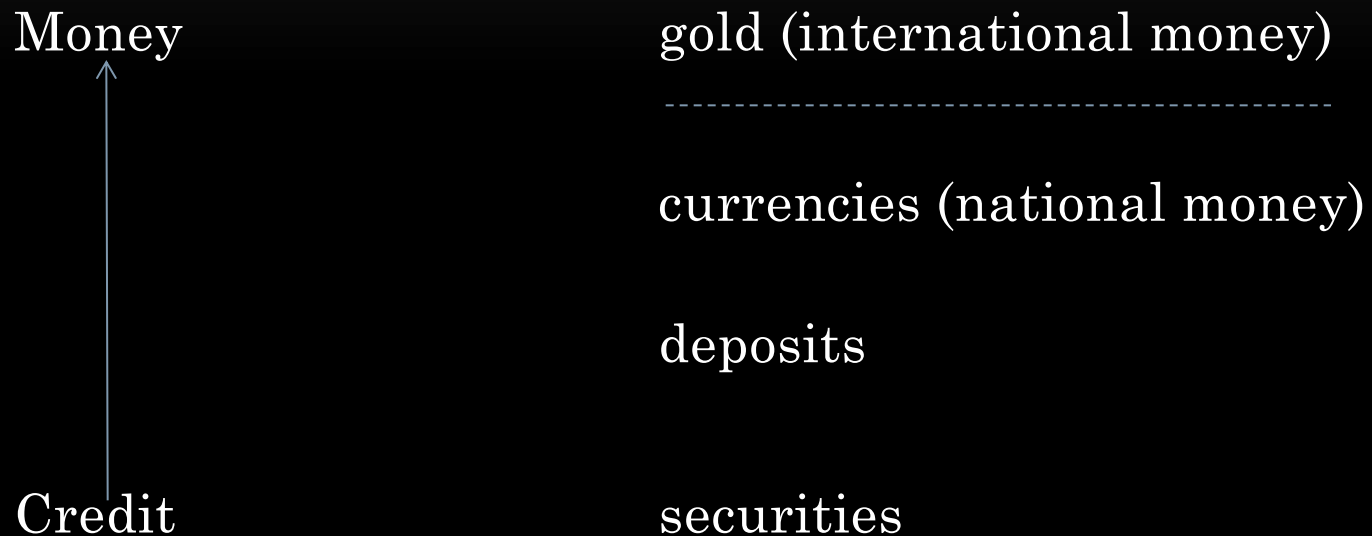 Money gold (international money)
currencies (national money)
deposits
Credit securities